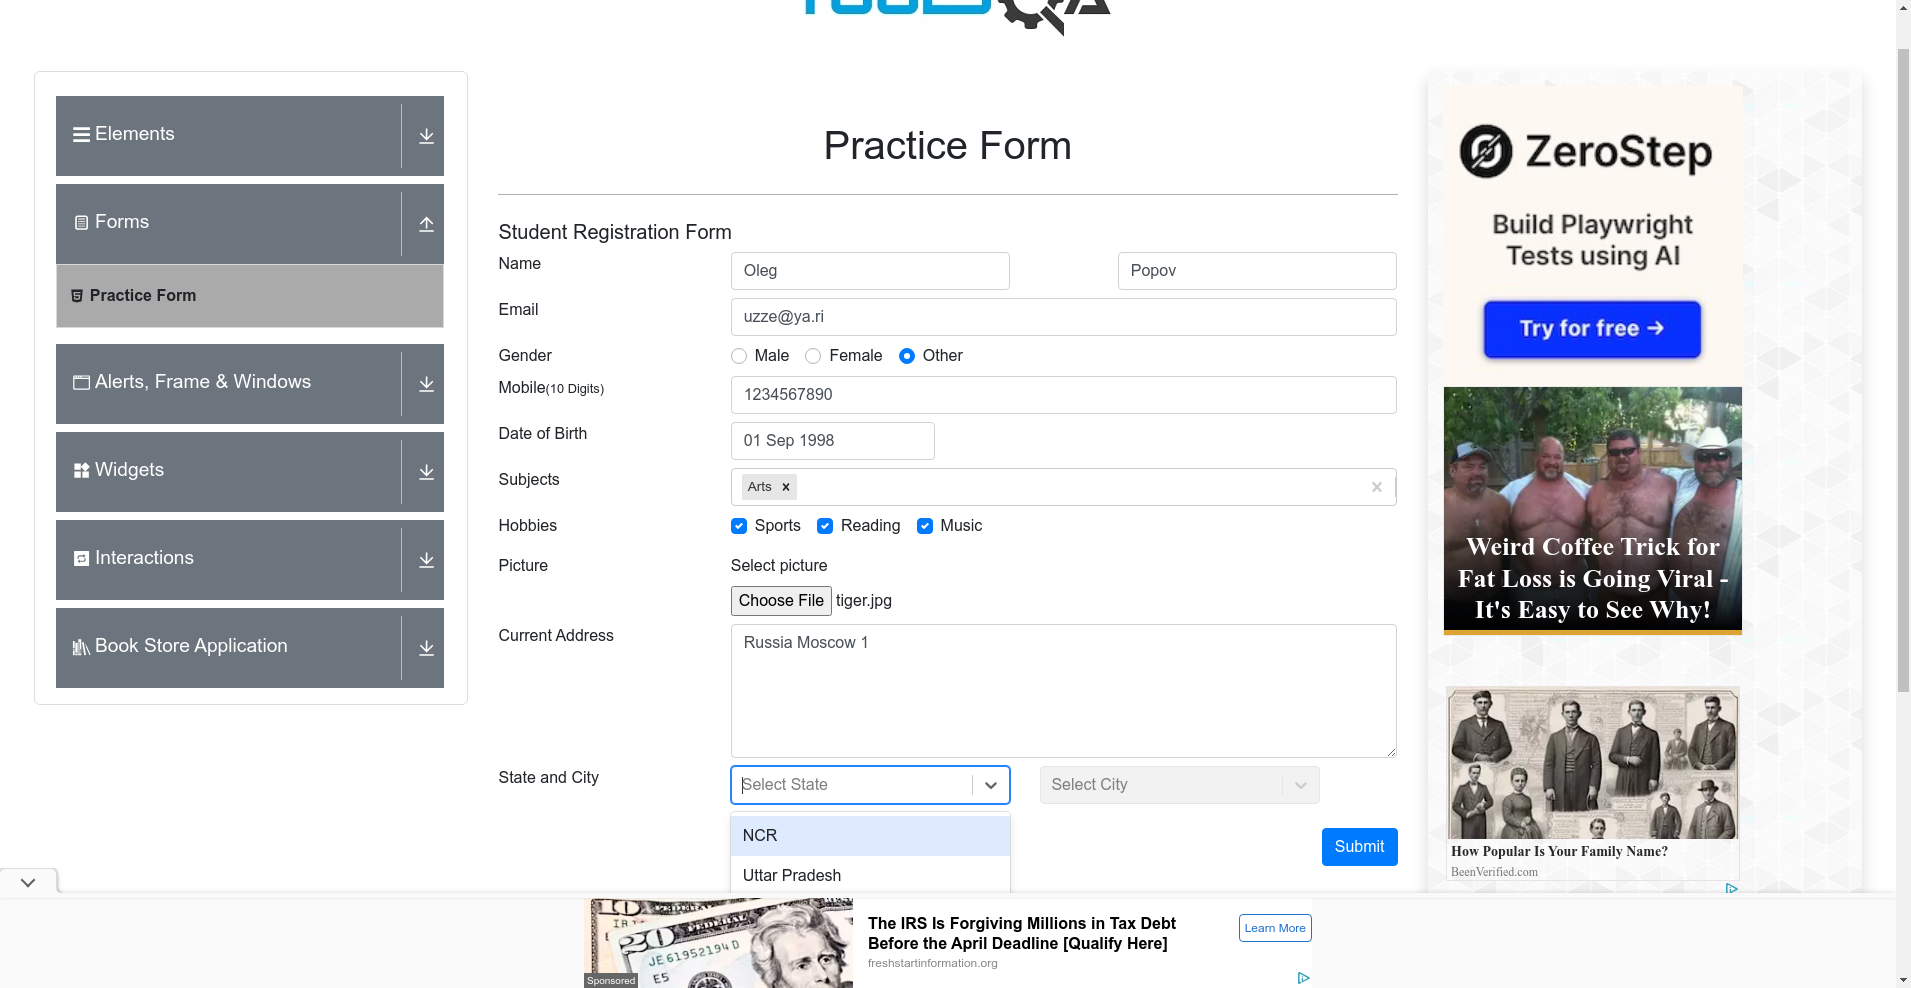 Elements
Forms
Practice Form
Alerts, Frame & Windows
Widgets
Interactions
Book Store Application
Practice Form
Student Registration Form
Name
Oleg
Popov
Email
uzze@ya.ri
Gender
Male
Female
Other
Mobile(10 Digits)
1234567890
Date of Birth
01 Sep 1998
Subjects
Arts
Hobbies
Sports
Reading
Music
Picture
Select picture
Choose File tiger.jpg
Current Address
Russia Moscow 1
State and City
Select State
Select City
NCR
Uttar Pradesh
Submit
ZeroStep
Build Playwright
Tests using AI
Try for free →
Weird Coffee Trick for
Fat Loss is Going Viral -
It's Easy to See Why!
How Popular Is Your Family Name?
BeenVerified.com
20
JE61952194D
E5
Sponsored
The IRS Is Forgiving Millions in Tax Debt
Before the April Deadline [Qualify Here]
freshstartinformation.org
Learn More